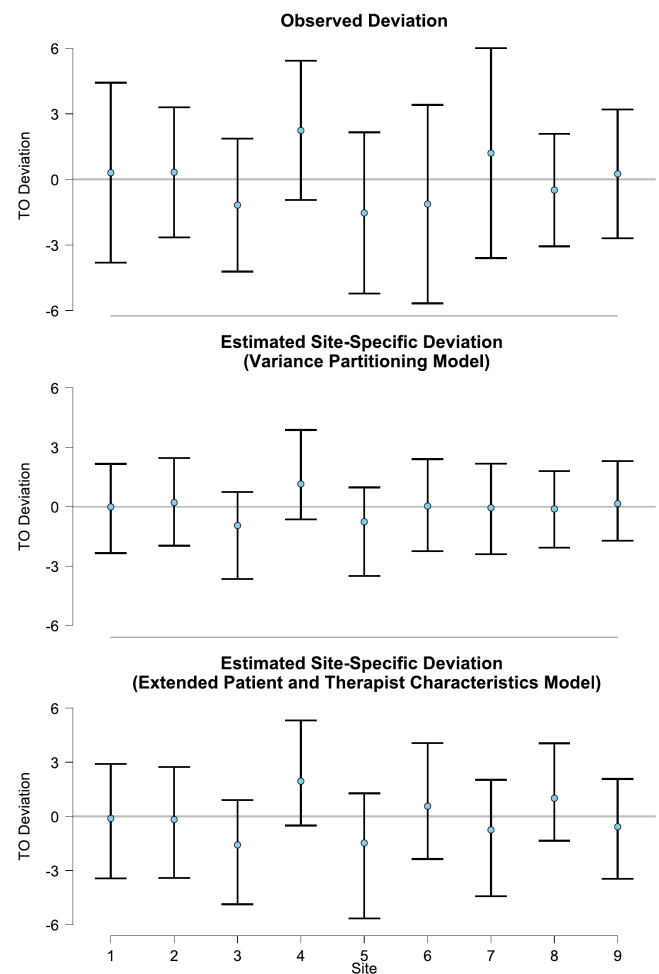 Observed Deviation
6
3
0
-3
-6
TO Deviation
Estimated Site-Specific Deviation
(Variance Partitioning Model)
6
3
0
-3
-6
TO Deviation
Estimated Site-Specific Deviation
(Extended Patient and Therapist Characteristics Model)
6
3
0
-3
-6
TO Deviation
1 2 3 4 5 6 7 8 9
Site